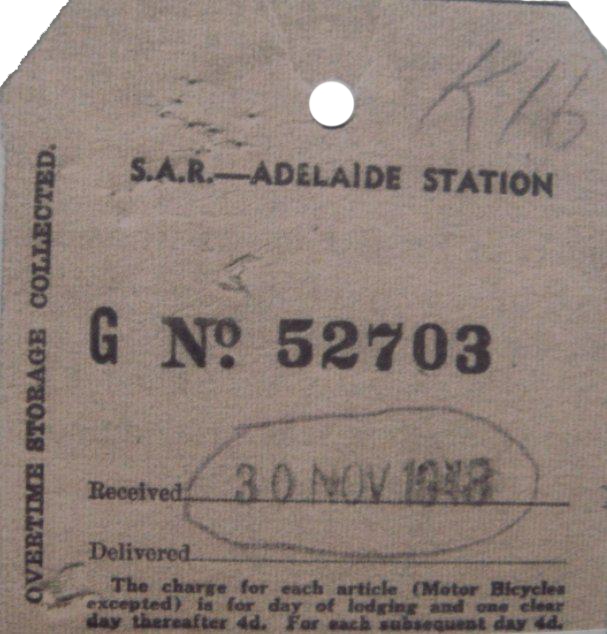 K16
S.A.R.—ADELAIDE STATION
OVERTIME STORAGE COLLECTED.
G No. 52703
Received 30 NOV 1948
Delivered
The charge for each article (Motor Bicycles
excepted) is for day of lodging and one clear
day thereafter 4d. For each subsequent day 4d.